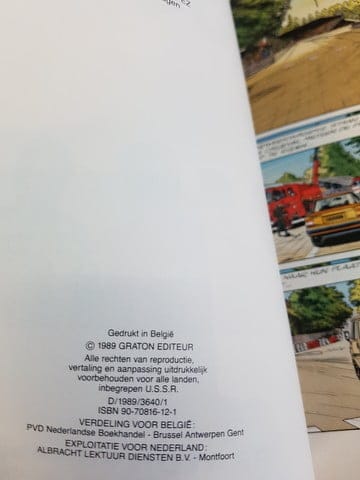 Gedrukt in België
© 1989 GRATON EDITEUR
Alle rechten van reproductie,
vertaling en aanpassing uitdrukkelijk
voorbehouden voor alle landen,
inbegrepen U.S.S.R.
D/1989/3640/1
ISBN 90-70816-12-1
VERDELING VOOR BELGIË:
PVD Nederlandse Boekhandel - Brussel Antwerpen Gent
EXPLOITATIE VOOR NEDERLAND:
ALBRACHT LEKTUUR DIENSTEN B.V. - Montfoort